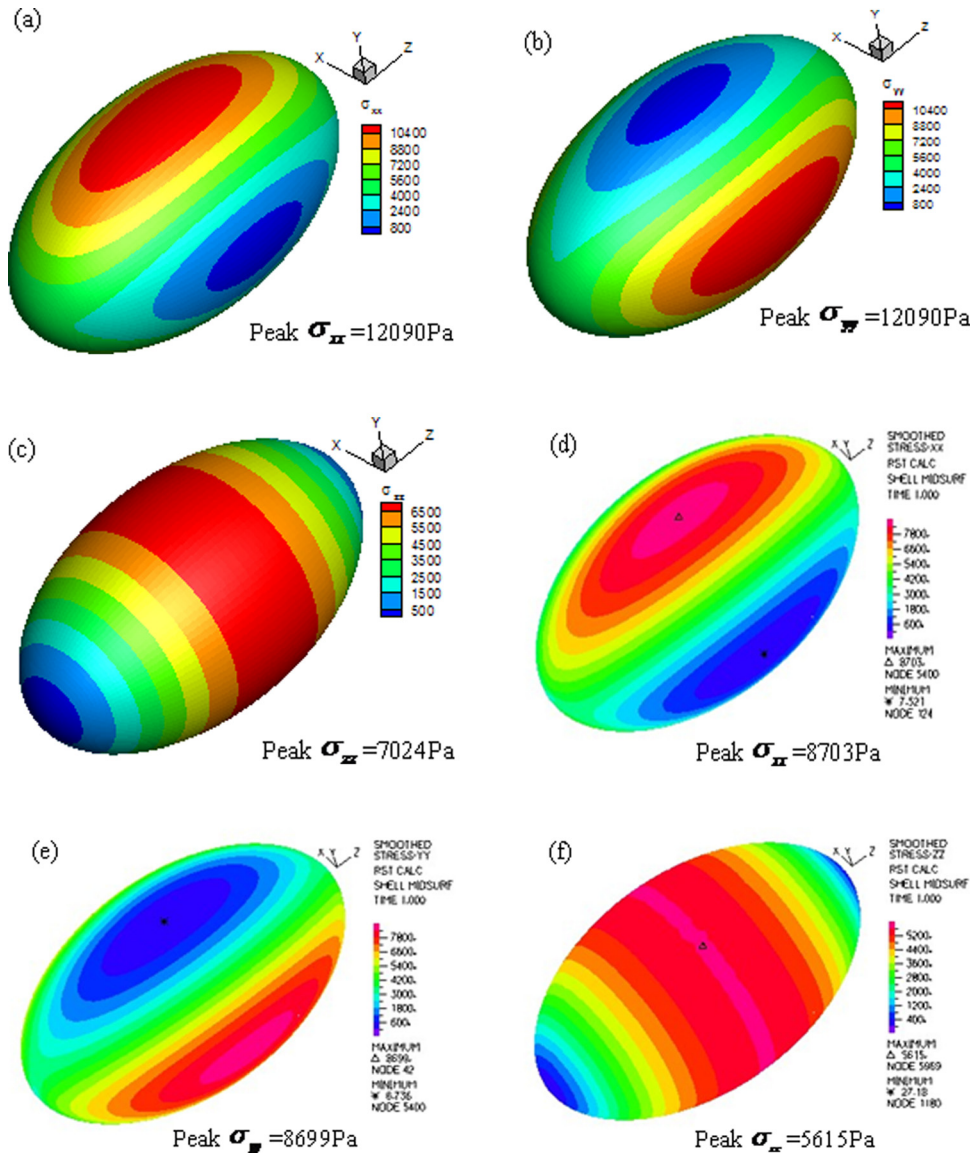 (a)
Y
X
Z
σxx
10400
8800
7200
5600
4000
2400
800
Peak σxx=12090Pa
(b)
Y
X
Z
σyy
10400
8800
7200
5600
4000
2400
800
Peak σyy=12090Pa
(c)
Y
X
Z
σzz
6500
5500
4500
3500
2500
1500
500
Peak σzz=7024Pa
(d)
X Y Z
SMOOTHED
STRESS-XX
RST CALC
SHELL MIDSURF
TIME 1.000
7800.
6600.
5400.
4200.
3000.
1800.
600.
MAXIMUM
△ 8703.
NODE 5400
MINIMUM
✳ 7.521
NODE 124
Peak σxx=8703Pa
(e)
X Y Z
SMOOTHED
STRESS-YY
RST CALC
SHELL MIDSURF
TIME 1.000
7800.
6600.
5400.
4200.
3000.
1800.
600.
MAXIMUM
△ 8699.
NODE 42
MINIMUM
✳ 6.736
NODE 5400
Peak σyy=8699Pa
(f)
X Y Z
SMOOTHED
STRESS-ZZ
RST CALC
SHELL MIDSURF
TIME 1.000
5200.
4400.
3600.
2800.
2000.
1200.
400.
MAXIMUM
△ 5615.
NODE 5969
MINIMUM
✳ 27.18
NODE 1180
Peak σzz=5615Pa